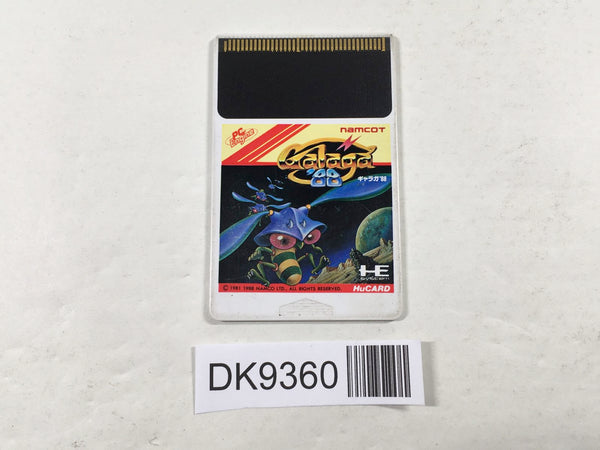 PC Engine
namcot
Galaga
'88
ギャラガ'88
HE
SYSTEM
© 1981 1988 NAMCO LTD., ALL RIGHTS RESERVED.
HuCARD
DK9360